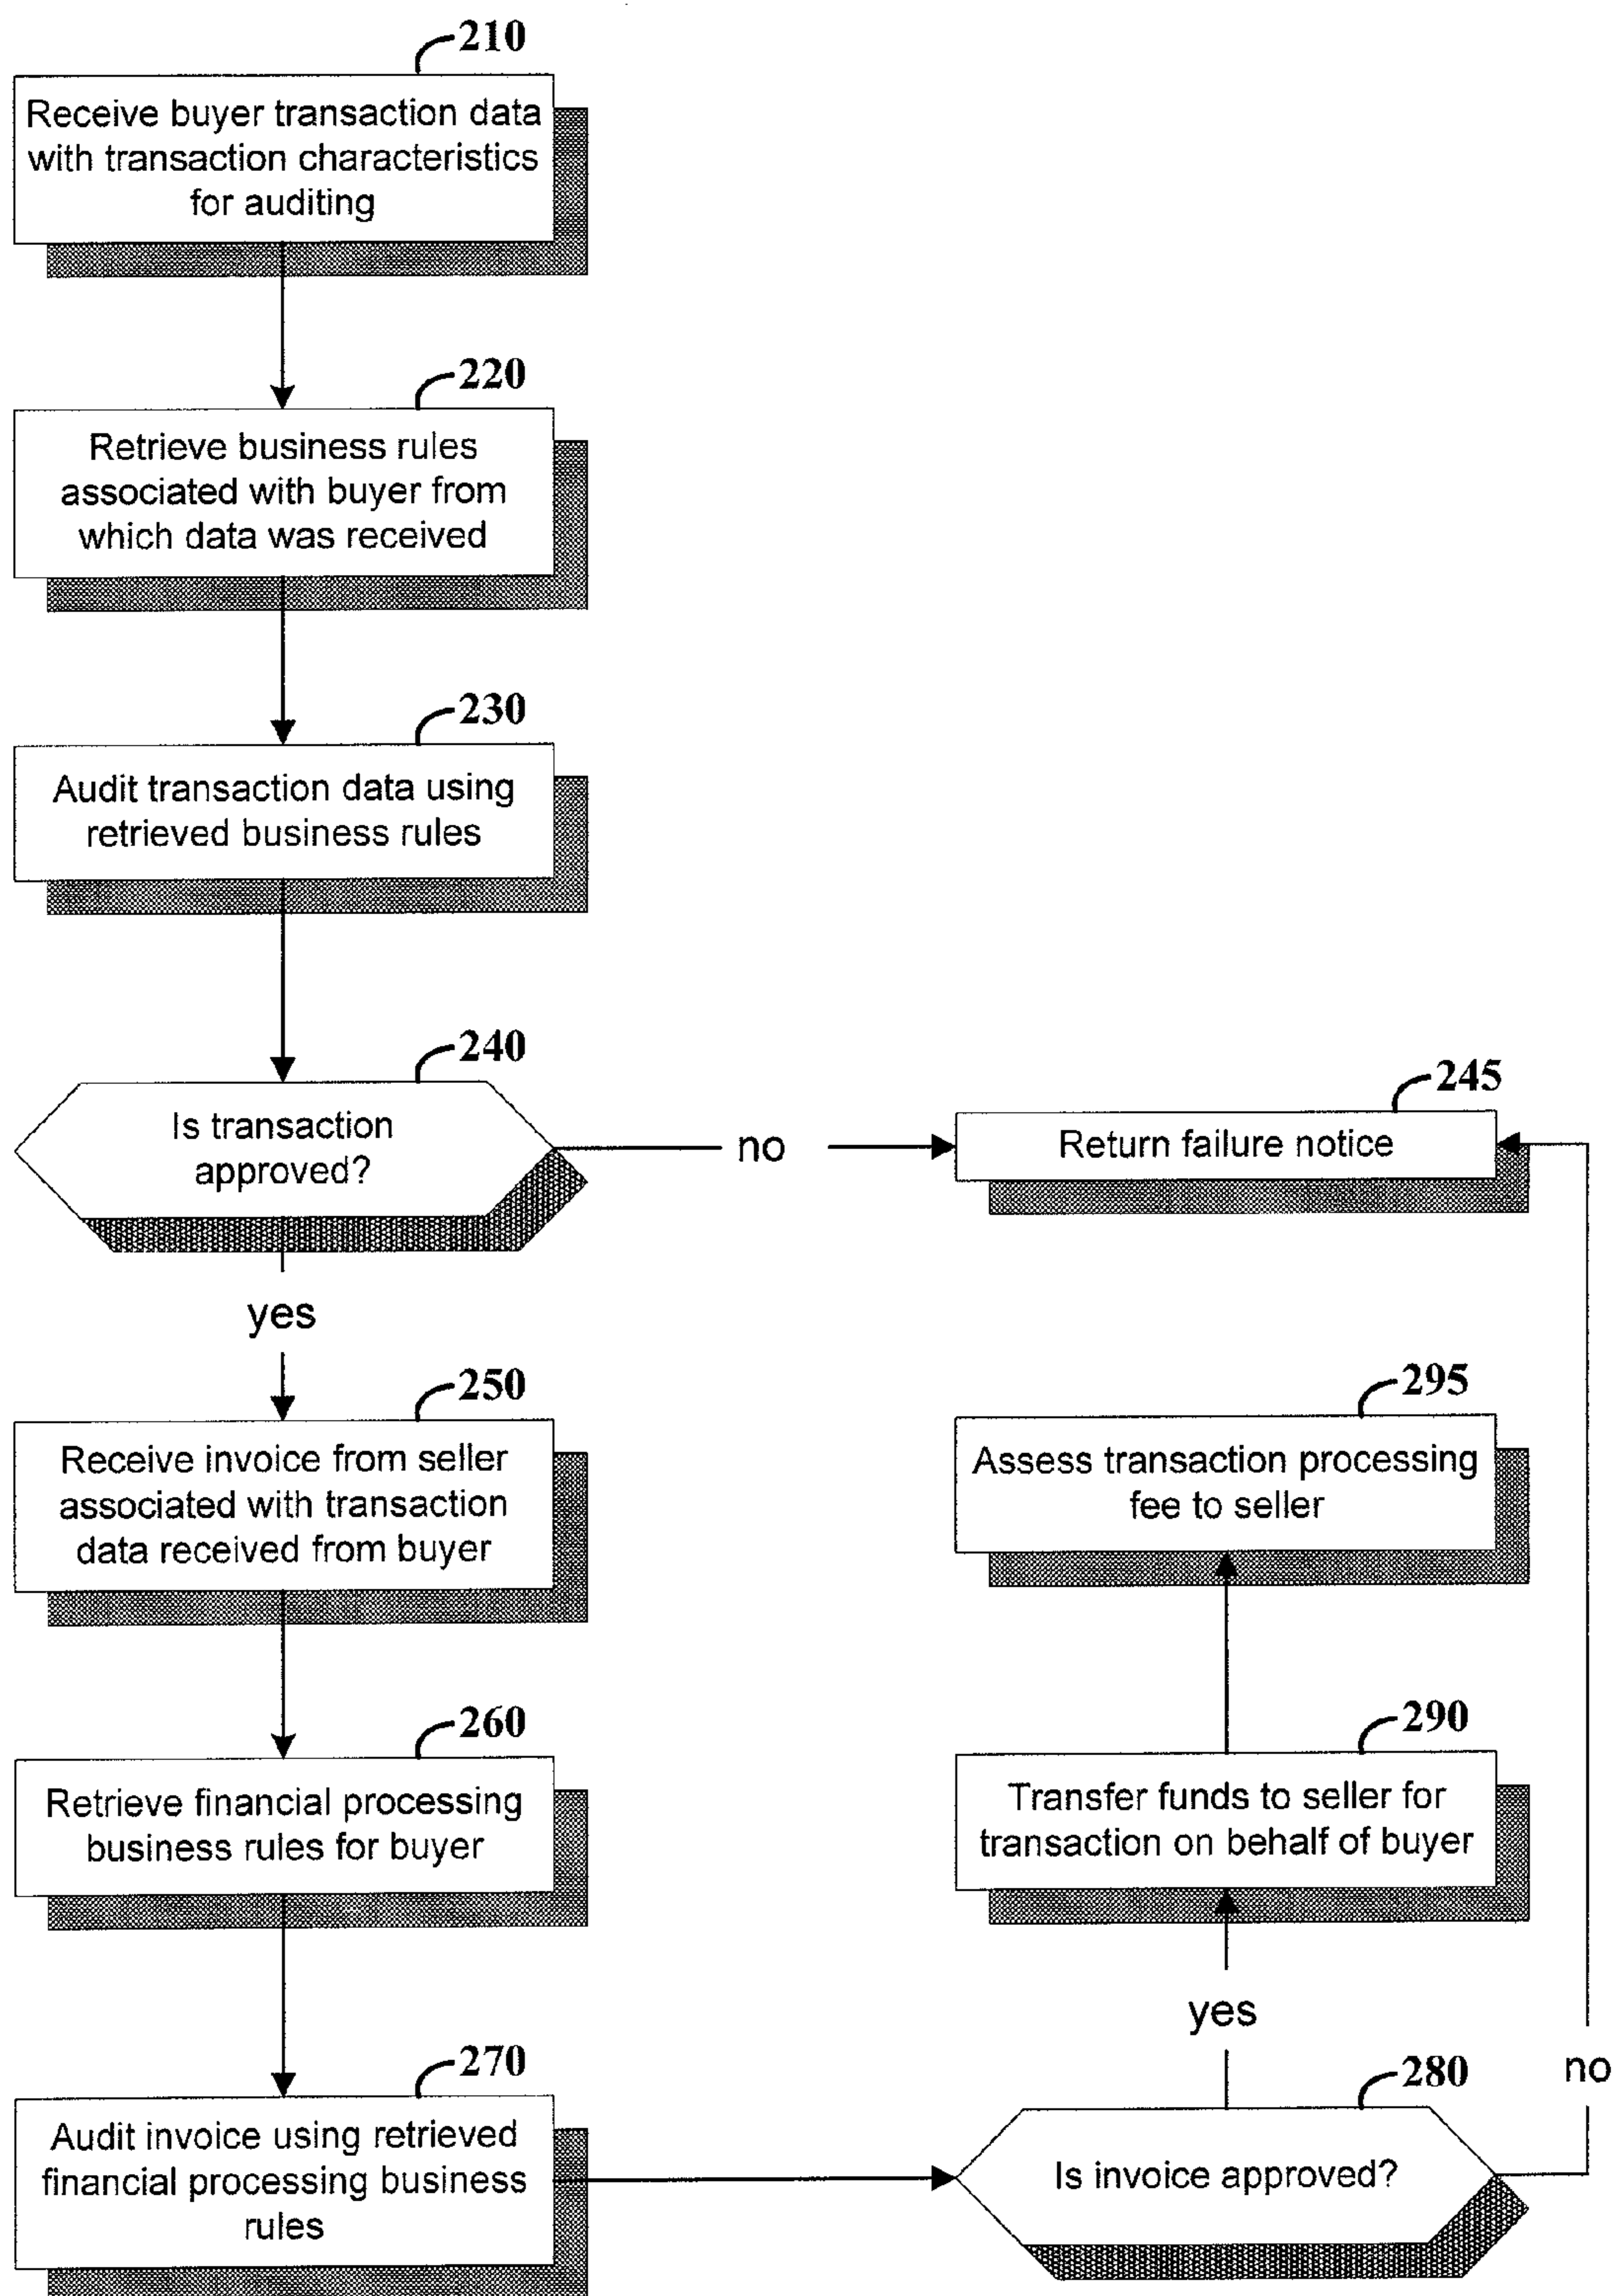 210
Receive buyer transaction data
with transaction characteristics
for auditing
220
Retrieve business rules
associated with buyer from
which data was received
230
Audit transaction data using
retrieved business rules
240
Is transaction
approved?
no
245
Return failure notice
yes
250
Receive invoice from seller
associated with transaction
data received from buyer
260
Retrieve financial processing
business rules for buyer
270
Audit invoice using retrieved
financial processing business
rules
280
Is invoice approved?
no
yes
290
Transfer funds to seller for
transaction on behalf of buyer
295
Assess transaction processing
fee to seller